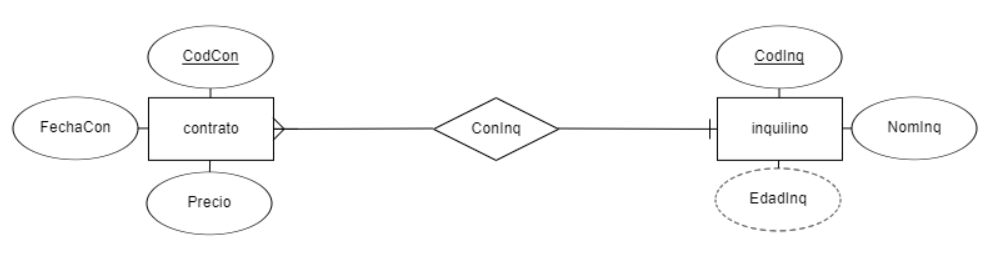 CodCon
CodInq
FechaCon
contrato
ConInq
inquilino
NomInq
Precio
EdadInq